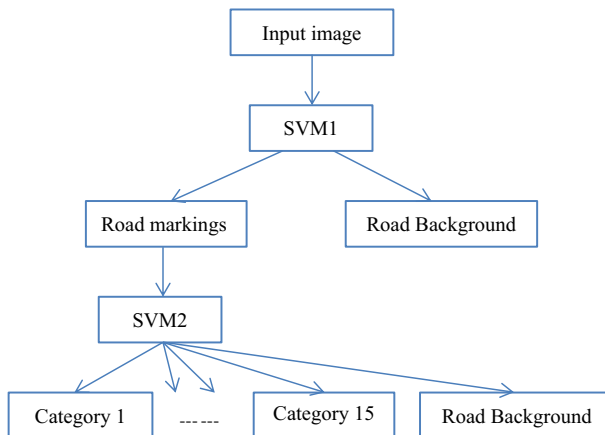 Input image
SVM1
Road markings
Road Background
SVM2
Category 1
------
Category 15
Road Background